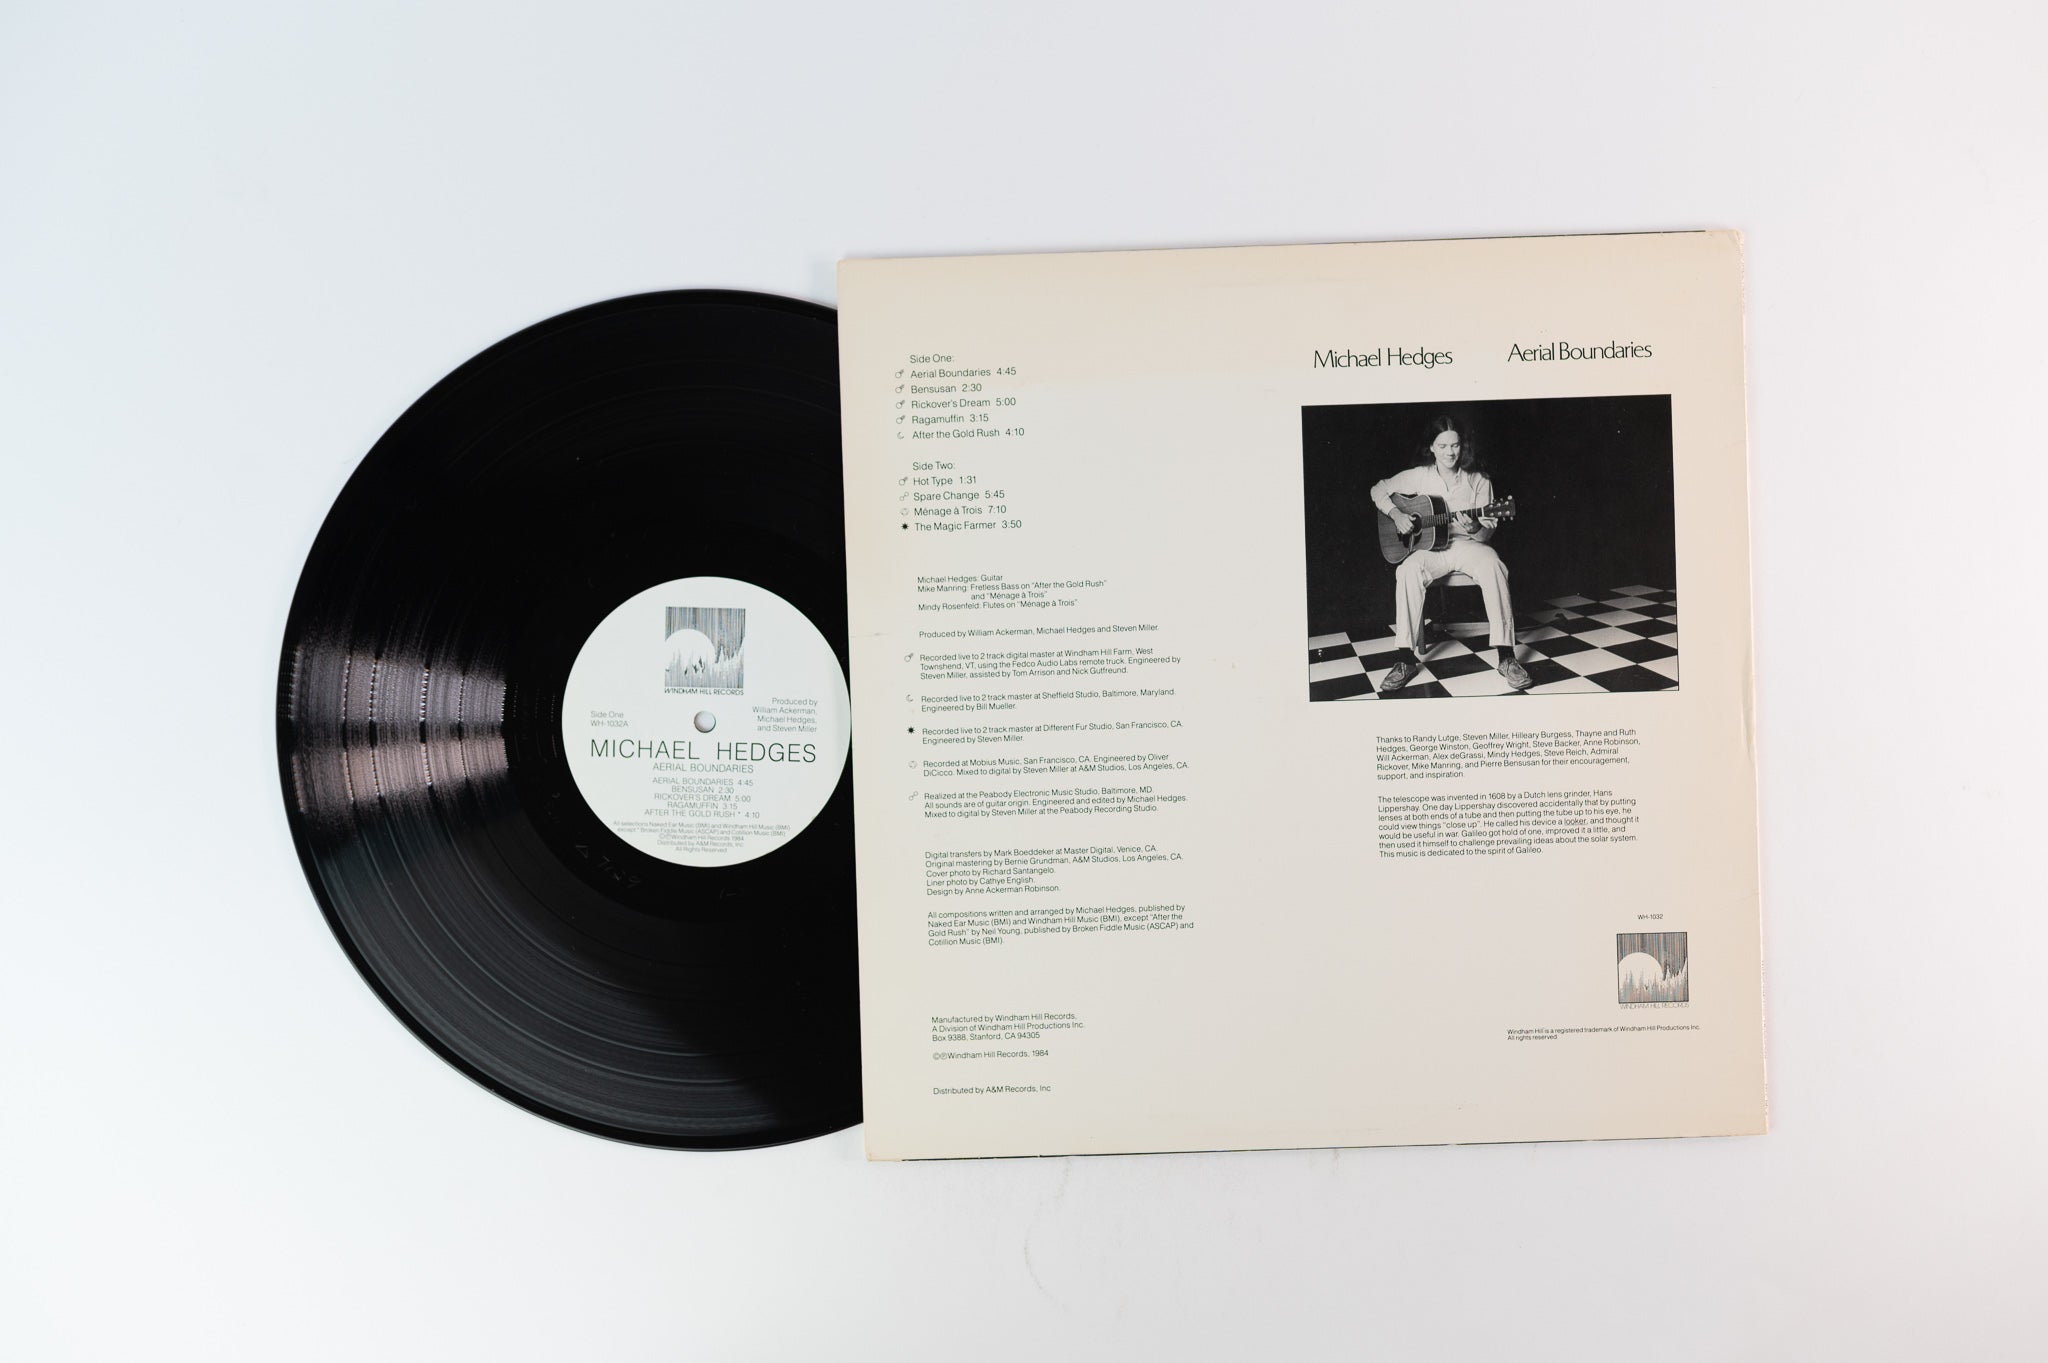 WINDHAM HILL RECORDS
Produced by
William Ackerman,
Michael Hedges,
and Steven Miller
Side One
WH-1032A
MICHAEL HEDGES
AERIAL BOUNDARIES
AERIAL BOUNDARIES 4:45
BENSUSAN 2:30
RICKOVER'S DREAM 5:00
RAGAMUFFIN 3:15
AFTER THE GOLD RUSH * 4:10
All selections Naked Ear Music (BMI) and Windham Hill Music (BMI)
except * Broken Fiddle Music (ASCAP) and Cotillion Music (BMI)
©℗Windham Hill Records 1984
Distributed by A&M Records, Inc
All Rights Reserved
Side One:
Aerial Boundaries 4:45
Bensusan 2:30
Rickover's Dream 5:00
Ragamuffin 3:15
After the Gold Rush 4:10
Side Two:
Hot Type 1:31
Spare Change 5:45
Ménage à Trois 7:10
The Magic Farmer 3:50
Michael Hedges: Guitar
Mike Manring: Fretless Bass on "After the Gold Rush"
and "Ménage à Trois"
Mindy Rosenfeld: Flutes on "Ménage à Trois"
Produced by William Ackerman, Michael Hedges and Steven Miller.
Recorded live to 2 track digital master at Windham Hill Farm, West
Townshend, VT, using the Fedco Audio Labs remote truck. Engineered by
Steven Miller, assisted by Tom Arrison and Nick Gutfreund.
Recorded live to 2 track master at Sheffield Studio, Baltimore, Maryland.
Engineered by Bill Mueller.
Recorded live to 2 track master at Different Fur Studio, San Francisco, CA.
Engineered by Steven Miller.
Recorded at Mobius Music, San Francisco, CA. Engineered by Oliver
DiCicco. Mixed to digital by Steven Miller at A&M Studios, Los Angeles, CA.
Realized at the Peabody Electronic Music Studio, Baltimore, MD.
All sounds are of guitar origin. Engineered and edited by Michael Hedges.
Mixed to digital by Steven Miller at the Peabody Recording Studio.
Digital transfers by Mark Boeddeker at Master Digital, Venice, CA.
Original mastering by Bernie Grundman, A&M Studios, Los Angeles, CA.
Cover photo by Richard Santangelo.
Liner photo by Cathye English.
Design by Anne Ackerman Robinson.
All compositions written and arranged by Michael Hedges, published by
Naked Ear Music (BMI) and Windham Hill Music (BMI), except "After the
Gold Rush" by Neil Young, published by Broken Fiddle Music (ASCAP) and
Cotillion Music (BMI).
Manufactured by Windham Hill Records,
A Division of Windham Hill Productions Inc.
Box 9388, Stanford, CA 94305
©℗Windham Hill Records, 1984
Distributed by A&M Records, Inc
Michael Hedges Aerial Boundaries
Thanks to Randy Lutge, Steven Miller, Hilleary Burgess, Thayne and Ruth
Hedges, George Winston, Geoffrey Wright, Steve Backer, Anne Robinson,
Will Ackerman, Alex deGrassi, Mindy Hedges, Steve Reich, Admiral
Rickover, Mike Manring, and Pierre Bensusan for their encouragement,
support, and inspiration.
The telescope was invented in 1608 by a Dutch lens grinder, Hans
Lippershay. One day Lippershay discovered accidentally that by putting
lenses at both ends of a tube and then putting the tube up to his eye, he
could view things "close up". He called his device a looker, and thought it
would be useful in war. Galileo got hold of one, improved it a little, and
then used it himself to challenge prevailing ideas about the solar system.
This music is dedicated to the spirit of Galileo.
WH-1032
WINDHAM HILL RECORDS
Windham Hill is a registered trademark of Windham Hill Productions Inc.
All rights reserved